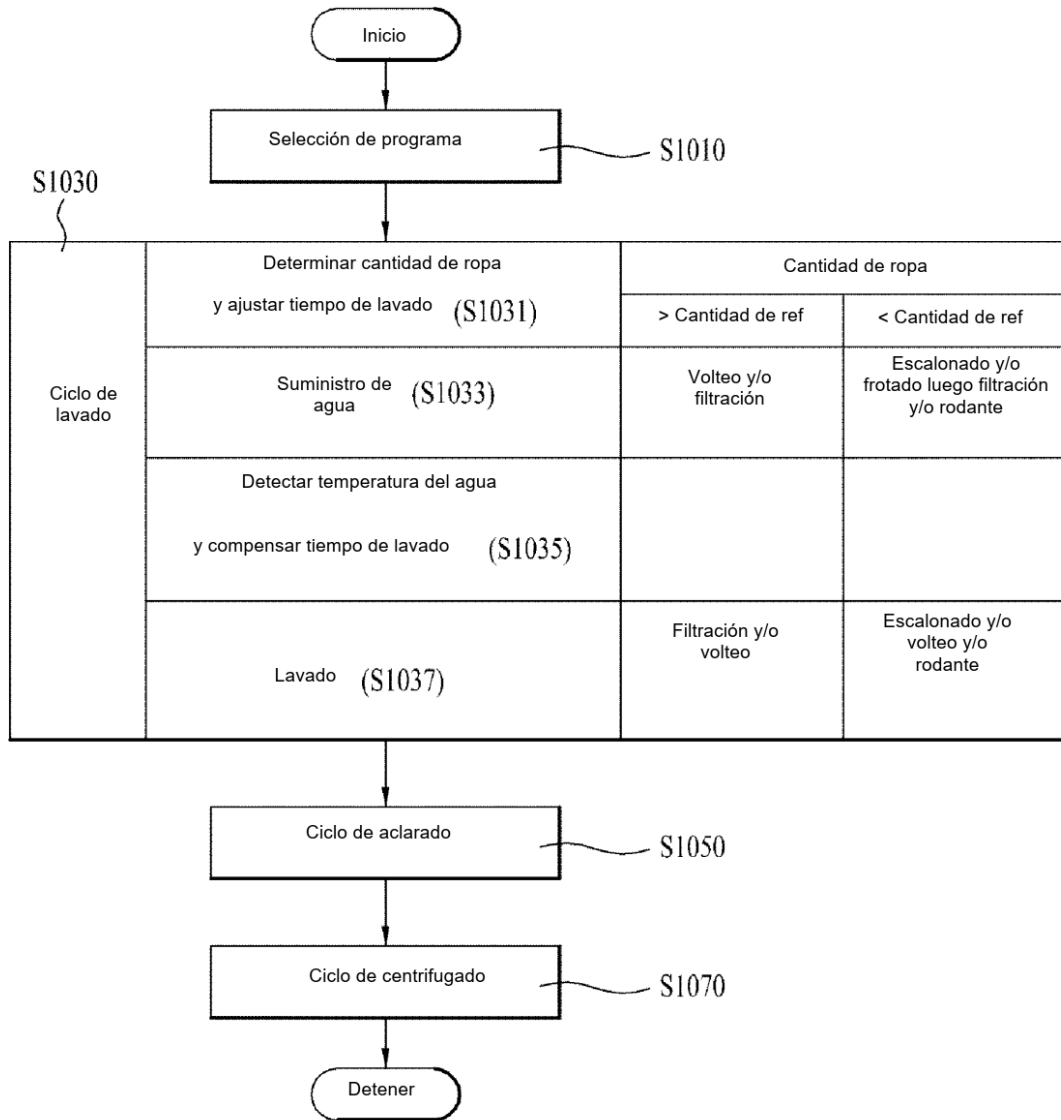 Inicio
Selección de programa
S1010
S1030
Determinar cantidad de ropa
y ajustar tiempo de lavado (S1031)
Cantidad de ropa
> Cantidad de ref
< Cantidad de ref
Ciclo de
lavado
Suministro de
agua (S1033)
Volteo y/o
filtración
Escalonado y/o
frotado luego filtración
y/o rodante
Detectar temperatura del agua
y compensar tiempo de lavado (S1035)
Lavado (S1037)
Filtración y/o
volteo
Escalonado y/o
volteo y/o
rodante
Ciclo de aclarado
S1050
Ciclo de centrifugado
S1070
Detener